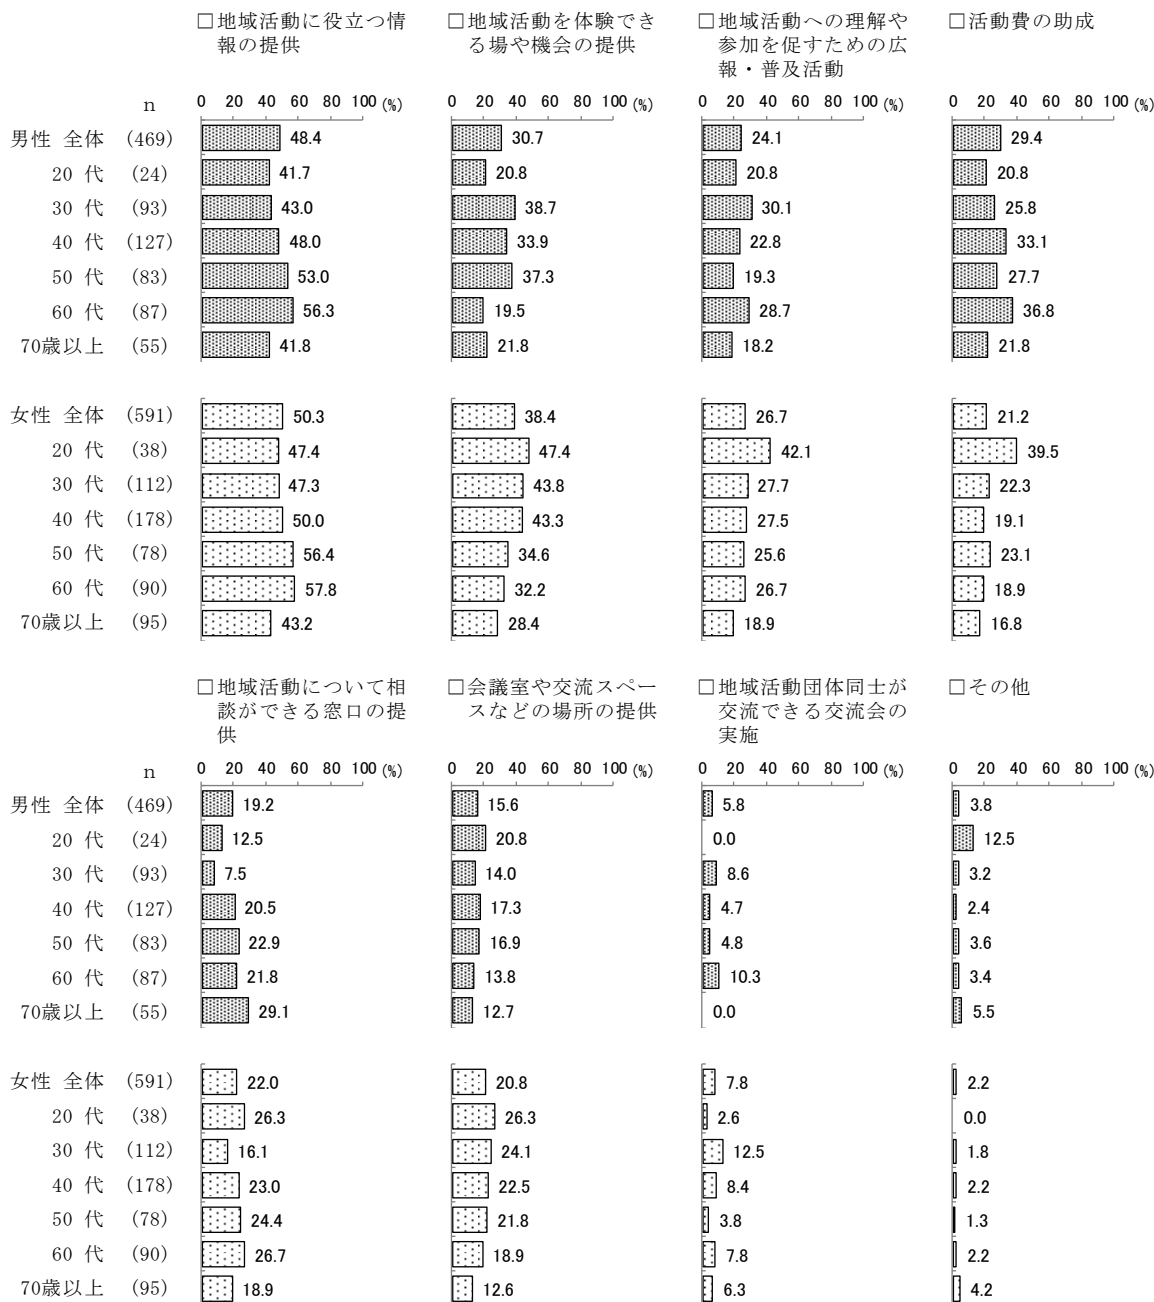 □地域活動に役立つ情報の提供
□地域活動を体験できる場や機会の提供
□地域活動への理解や参加を促すための広報・普及活動
□活動費の助成
n 0 20 40 60 80 100 (%) 0 20 40 60 80 100 (%) 0 20 40 60 80 100 (%) 0 20 40 60 80 100 (%)
男性 全体 (469) 48.4 30.7 24.1 29.4
20 代 (24) 41.7 20.8 20.8 20.8
30 代 (93) 43.0 38.7 30.1 25.8
40 代 (127) 48.0 33.9 22.8 33.1
50 代 (83) 53.0 37.3 19.3 27.7
60 代 (87) 56.3 19.5 28.7 36.8
70歳以上 (55) 41.8 21.8 18.2 21.8
女性 全体 (591) 50.3 38.4 26.7 21.2
20 代 (38) 47.4 47.4 42.1 39.5
30 代 (112) 47.3 43.8 27.7 22.3
40 代 (178) 50.0 43.3 27.5 19.1
50 代 (78) 56.4 34.6 25.6 23.1
60 代 (90) 57.8 32.2 26.7 18.9
70歳以上 (95) 43.2 28.4 18.9 16.8
□地域活動について相談ができる窓口の提供
□会議室や交流スペースなどの場所の提供
□地域活動団体同士が交流できる交流会の実施
□その他
n 0 20 40 60 80 100 (%) 0 20 40 60 80 100 (%) 0 20 40 60 80 100 (%) 0 20 40 60 80 100 (%)
男性 全体 (469) 19.2 15.6 5.8 3.8
20 代 (24) 12.5 20.8 0.0 12.5
30 代 (93) 7.5 14.0 8.6 3.2
40 代 (127) 20.5 17.3 4.7 2.4
50 代 (83) 22.9 16.9 4.8 3.6
60 代 (87) 21.8 13.8 10.3 3.4
70歳以上 (55) 29.1 12.7 0.0 5.5
女性 全体 (591) 22.0 20.8 7.8 2.2
20 代 (38) 26.3 26.3 2.6 0.0
30 代 (112) 16.1 24.1 12.5 1.8
40 代 (178) 23.0 22.5 8.4 2.2
50 代 (78) 24.4 21.8 3.8 1.3
60 代 (90) 26.7 18.9 7.8 2.2
70歳以上 (95) 18.9 12.6 6.3 4.2